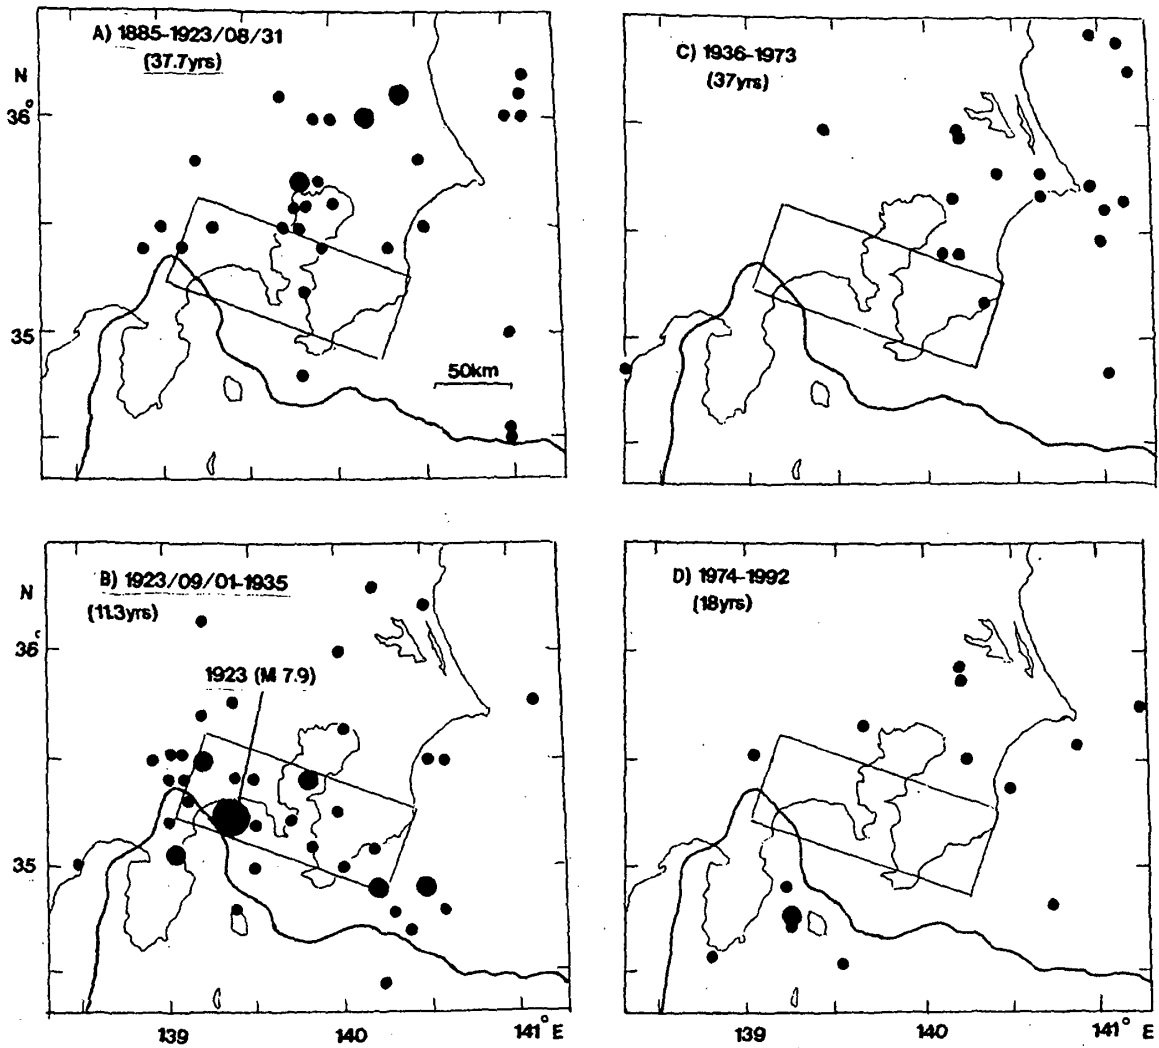 A) 1885-1923/08/31
(37.7yrs)
N
36°
35
50km
C) 1936-1973
(37yrs)
B) 1923/09/01-1935
(11.3yrs)
N
36
1923 (M 7.9)
35
139
140
141° E
D) 1974-1992
(18yrs)
139
140
141° E